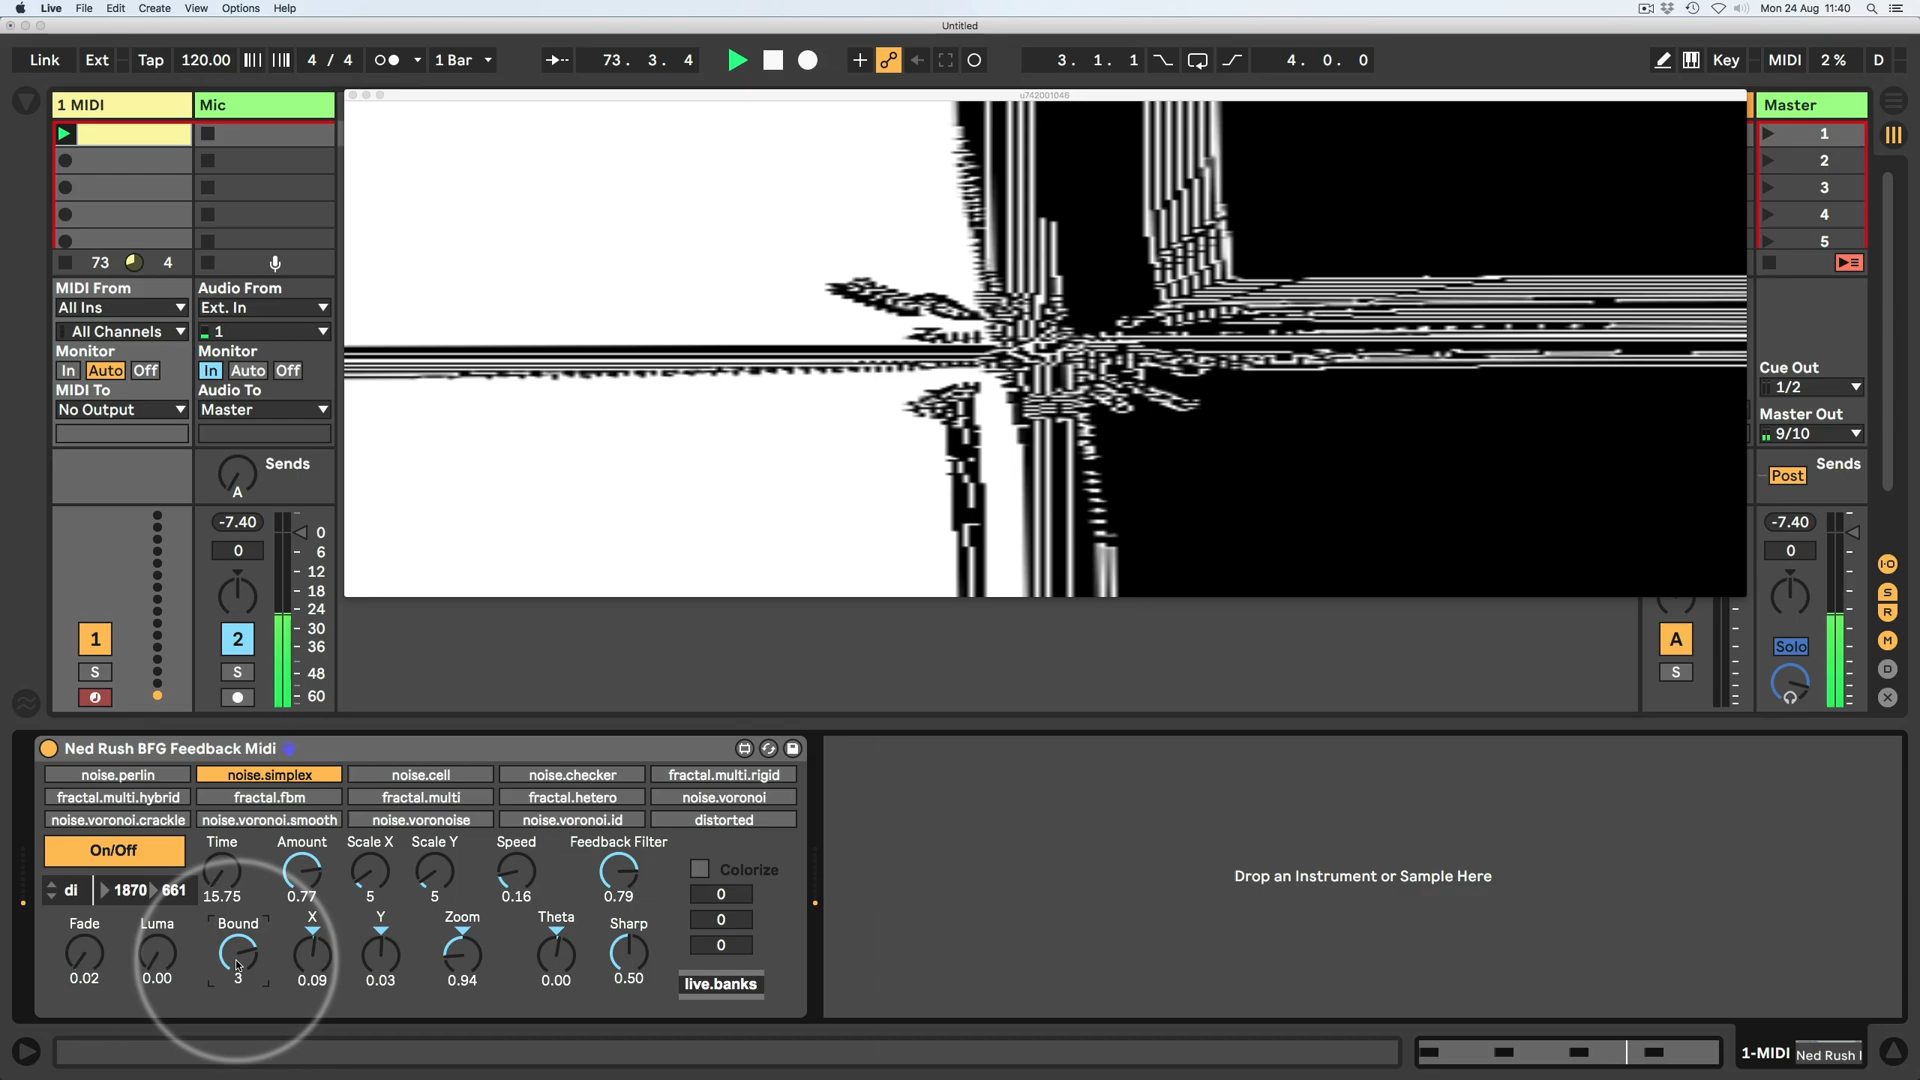 Live File Edit Create View Options Help Mon 24 Aug 11:40
Untitled
Link Ext Tap 120.00 4 / 4 1 Bar 73. 3. 4 3. 1. 1 4. 0. 0 Key MIDI 2 % D
1 MIDI Mic u742001046 Master
1
2
3
4
5
73 4
MIDI From Audio From
All Ins Ext. In
All Channels 1
Monitor Monitor
In Auto Off In Auto Off
MIDI To Audio To
No Output Master
Cue Out
1/2
Master Out
9/10
Sends Sends
A Post
-7.40 -7.40
0 0
0
6
12
18
24
30
36
48
60
1 2 A Solo
S S S
I·O
S
R
M
D
X
Ned Rush BFG Feedback Midi
noise.perlin noise.simplex noise.cell noise.checker fractal.multi.rigid
fractal.multi.hybrid fractal.fbm fractal.multi fractal.hetero noise.voronoi
noise.voronoi.crackle noise.voronoi.smooth noise.voronoise noise.voronoi.id distorted
On/Off Time Amount Scale X Scale Y Speed Feedback Filter Colorize
di 1870 661 15.75 0.77 5 5 0.16 0.79 0
0
0
Fade Luma Bound X Y Zoom Theta Sharp
0.02 0.00 3 0.09 0.03 0.94 0.00 0.50 live.banks
Drop an Instrument or Sample Here
1-MIDI Ned Rush